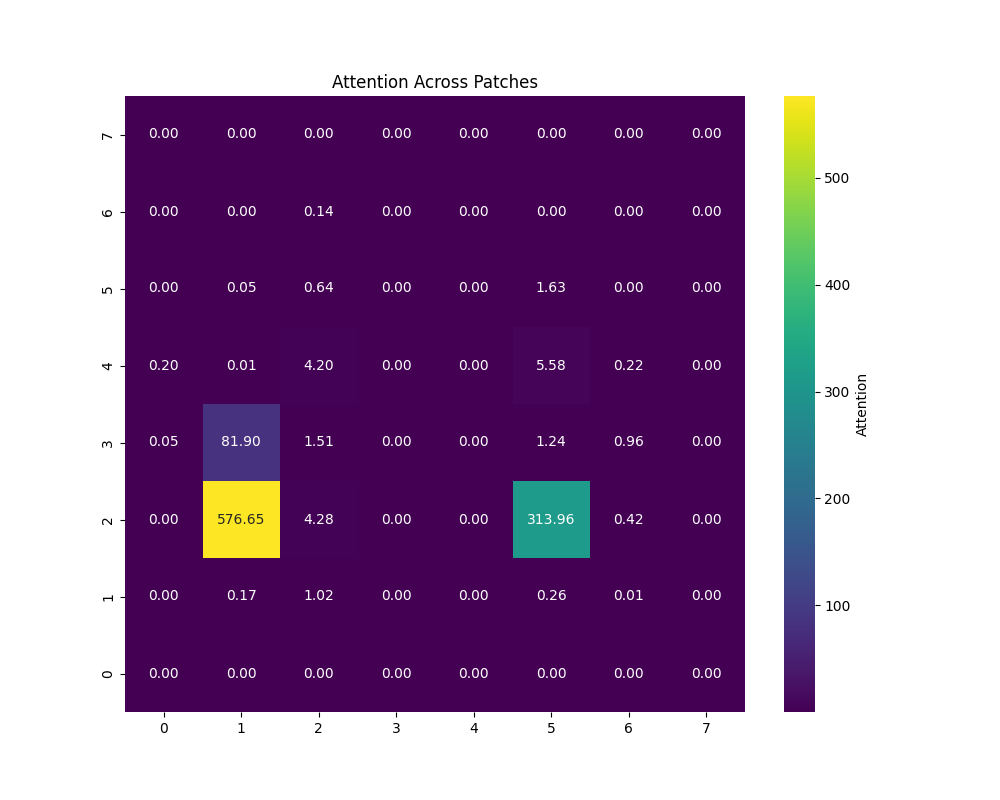 Attention Across Patches
7 0.00 0.00 0.00 0.00 0.00 0.00 0.00 0.00
6 0.00 0.00 0.14 0.00 0.00 0.00 0.00 0.00
5 0.00 0.05 0.64 0.00 0.00 1.63 0.00 0.00
4 0.20 0.01 4.20 0.00 0.00 5.58 0.22 0.00
3 0.05 81.90 1.51 0.00 0.00 1.24 0.96 0.00
2 0.00 576.65 4.28 0.00 0.00 313.96 0.42 0.00
1 0.00 0.17 1.02 0.00 0.00 0.26 0.01 0.00
0 0.00 0.00 0.00 0.00 0.00 0.00 0.00 0.00
0 1 2 3 4 5 6 7
500
400
300
200
100
Attention